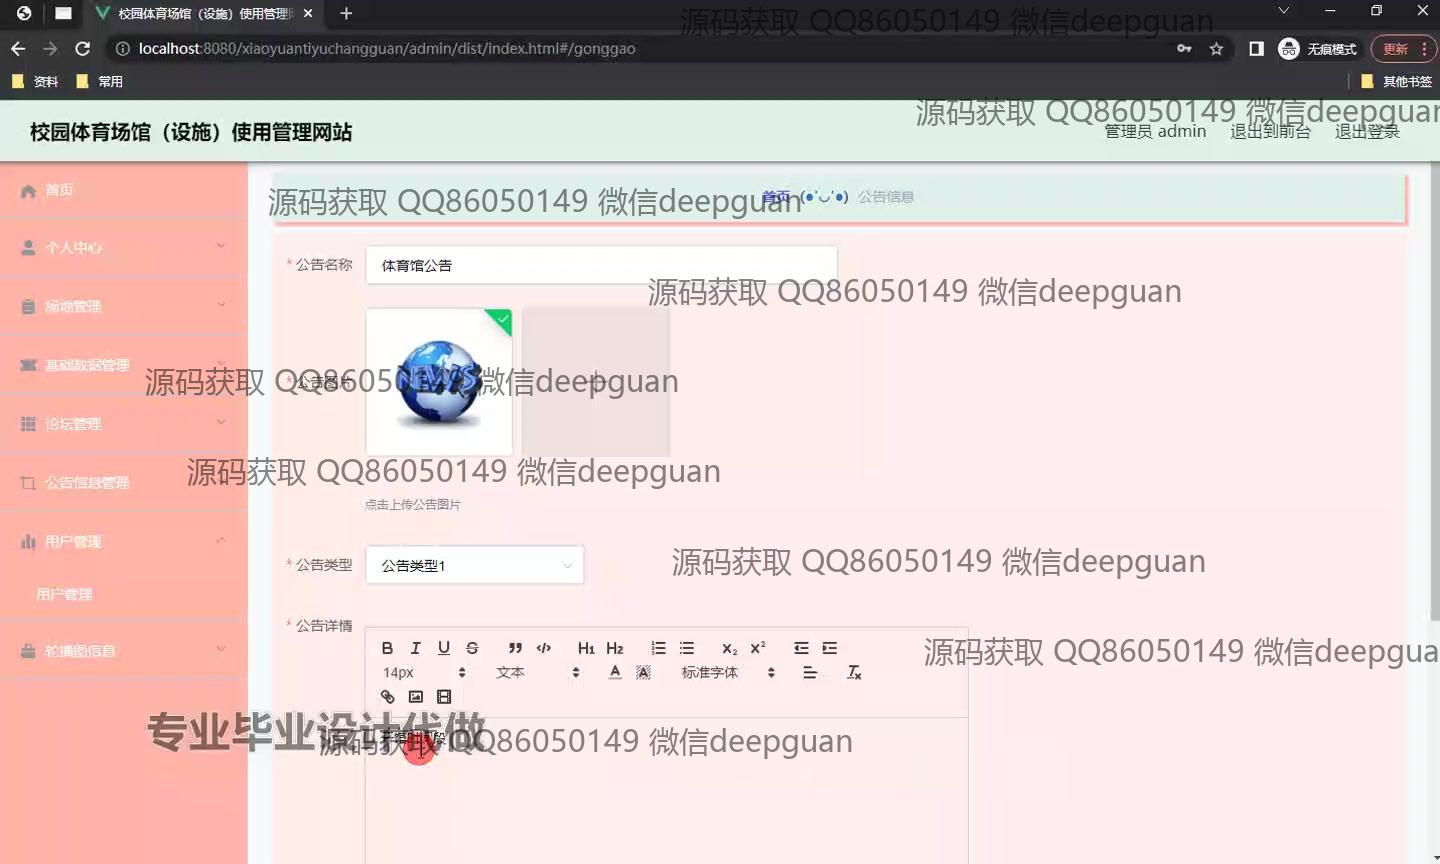 校园体育场馆（设施）使用管理
源码获取 QQ86050149 微信deepguan
localhost:8080/xiaoyuantiyuchangguan/admin/dist/index.html#/gonggao
无痕模式
更新
资料
常用
其他书签
源码获取 QQ86050149 微信deepguan
校园体育场馆（设施）使用管理网站
管理员 admin
退出到前台
退出登录
首页
源码获取 QQ86050149 微信deepguan
首页 (●'◡'●) 公告信息
个人中心
* 公告名称
体育馆公告
源码获取 QQ86050149 微信deepguan
场地管理
基础数据管理
源码获取 QQ86050149 微信deepguan
* 公告图片
NEWS
论坛管理
源码获取 QQ86050149 微信deepguan
公告信息管理
点击上传公告图片
用户管理
* 公告类型
公告类型1
源码获取 QQ86050149 微信deepguan
用户管理
* 公告详情
轮播图信息
B I U S ” </> H1 H2 X₂ X²
源码获取 QQ86050149 微信deepgua
14px 文本 A A 标准字体
专业毕业设计代做
源码获取 QQ86050149 微信deepguan